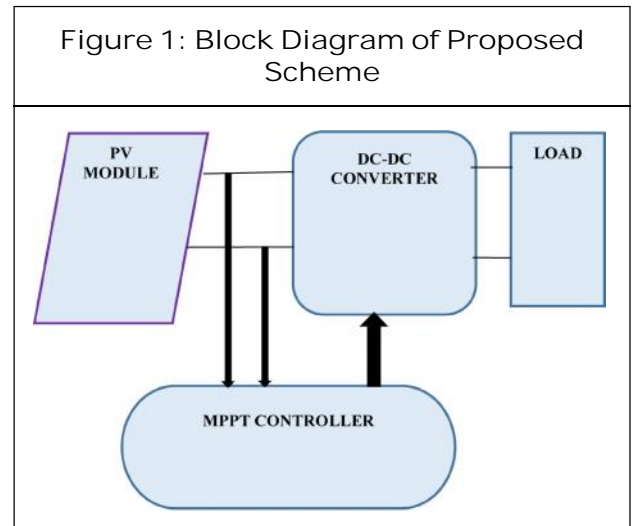 Figure 1: Block Diagram of Proposed
Scheme
PV
MODULE
DC-DC
CONVERTER
LOAD
MPPT CONTROLLER